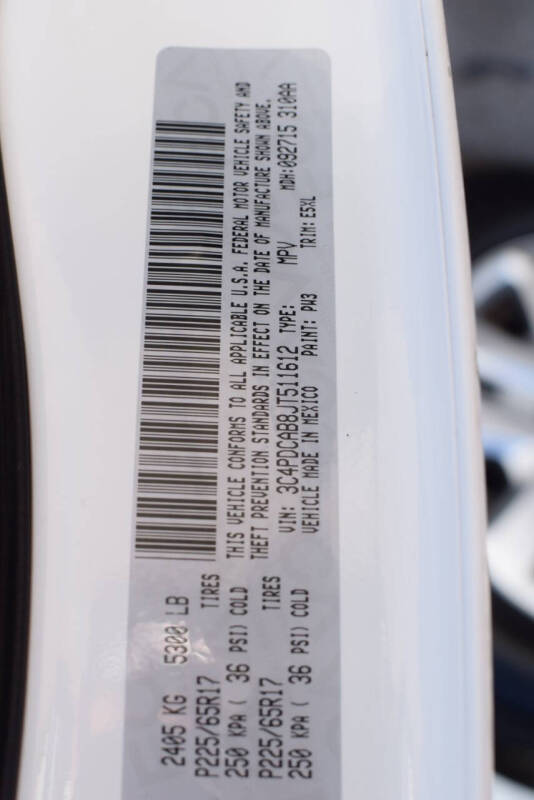 2405 KG 5300 LB
P225/65R17 TIRES
250 KPA ( 36 PSI) COLD
P225/65R17 TIRES
250 KPA ( 36 PSI) COLD
THIS VEHICLE CONFORMS TO ALL APPLICABLE U.S.A. FEDERAL MOTOR VEHICLE SAFETY AND
THEFT PREVENTION STANDARDS IN EFFECT ON THE DATE OF MANUFACTURE SHOWN ABOVE.
VIN: 3C4PDCAB8JT511612 TYPE: MPV MDH:092715 310AA
VEHICLE MADE IN MEXICO PAINT: PW3 TRIM: E5XL